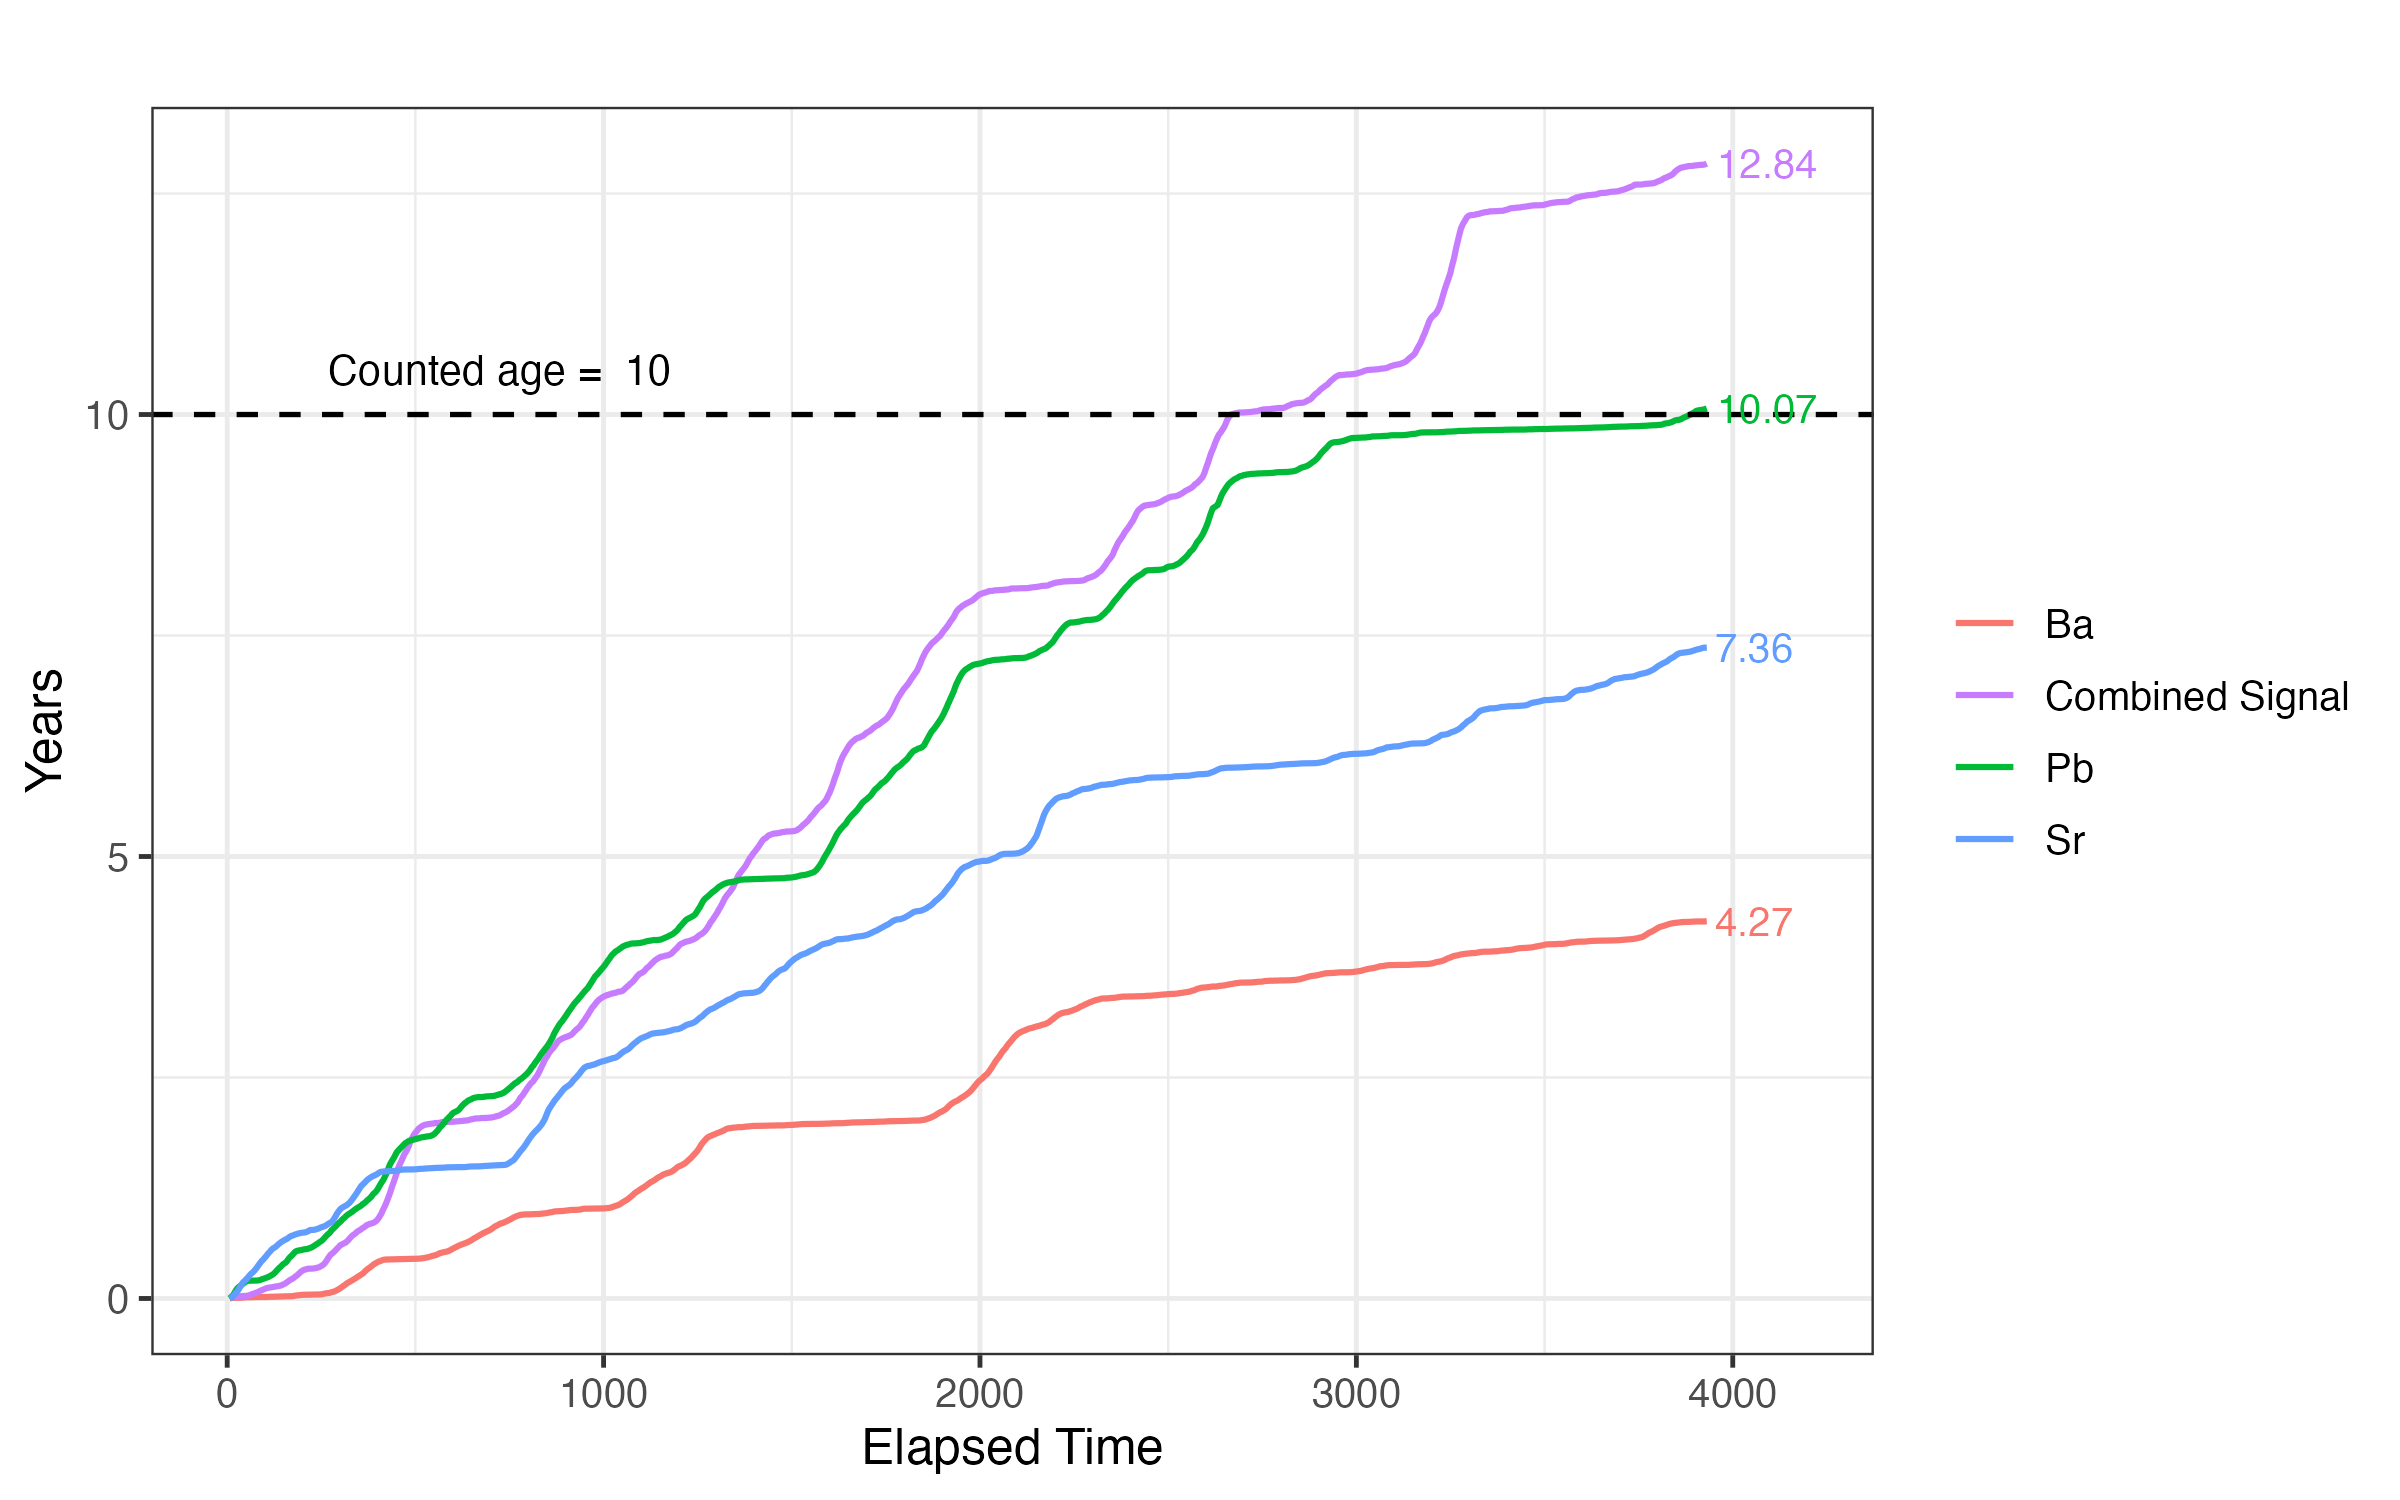 12.84
Counted age = 10
10
10.07
7.36
5
4.27
0
0 1000 2000 3000 4000
Elapsed Time
Years
Ba
Combined Signal
Pb
Sr